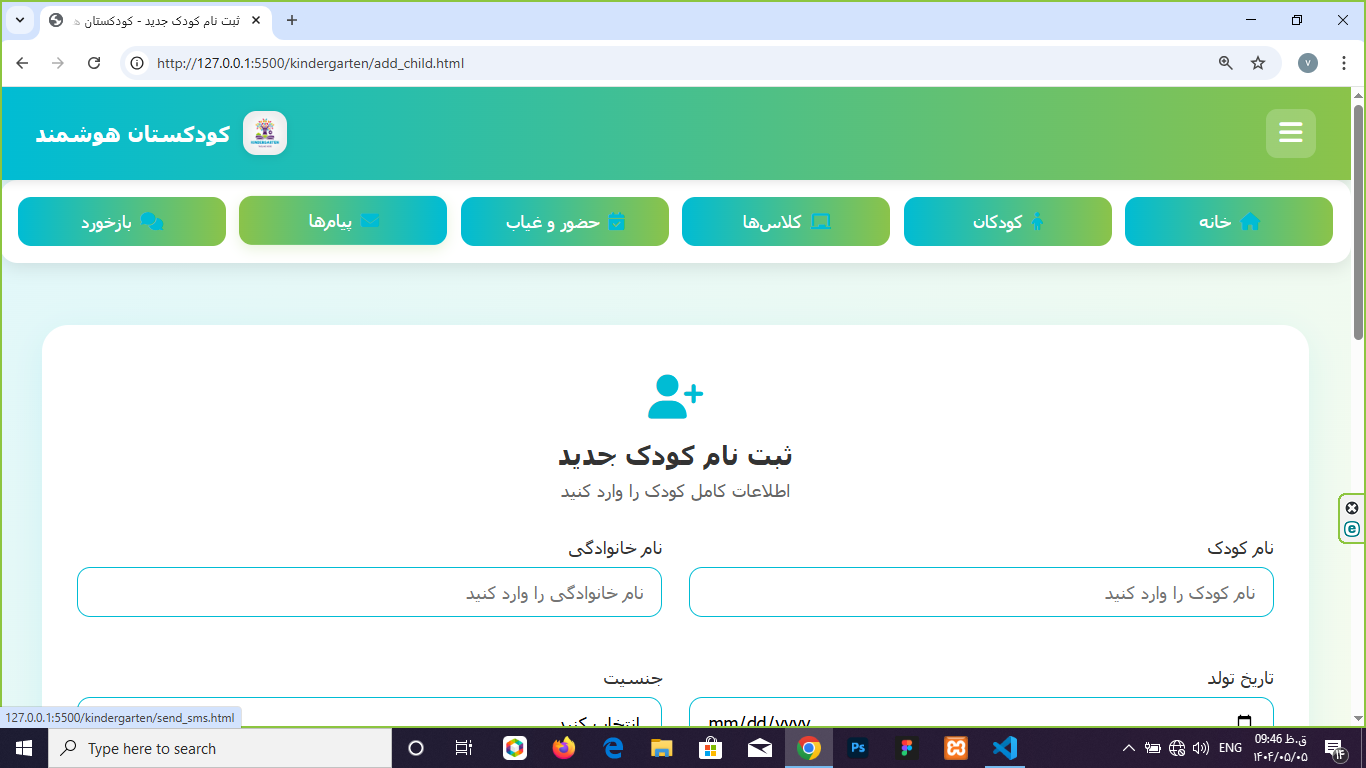 ثبت نام کودک جدید - کودکستان ه
http://127.0.0.1:5500/kindergarten/add_child.html
V
کودکستان هوشمند
KINDERGARTEN
خانه
کودکان
کلاس‌ها
حضور و غیاب
پیام‌ها
بازخورد
ثبت نام کودک جدید
اطلاعات کامل کودک را وارد کنید
نام کودک
نام خانوادگی
نام کودک را وارد کنید
نام خانوادگی را وارد کنید
تاریخ تولد
جنسیت
mm/dd/yyyy
انتخاب کنید
127.0.0.1:5500/kindergarten/send_sms.html
Type here to search
Ps
ENG
09:46 ق.ظ
۱۴۰۴/۰۵/۰۵
۱۴